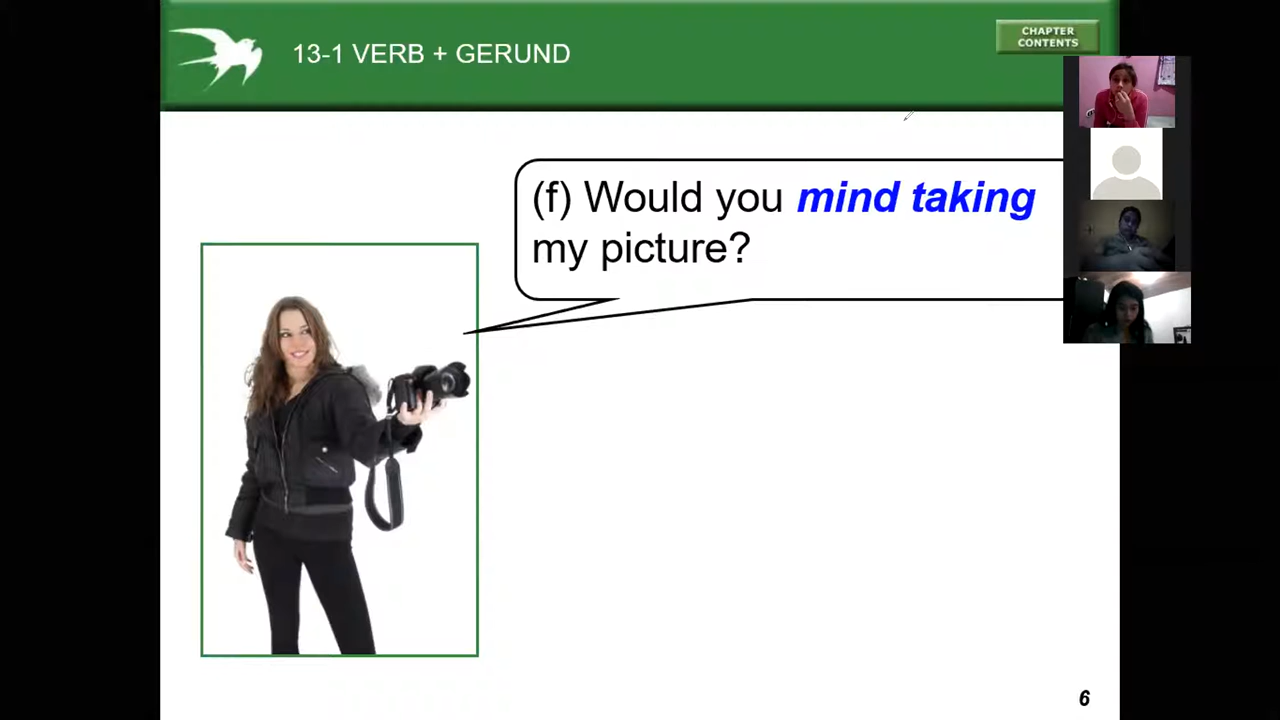 13-1 VERB + GERUND
CHAPTER
CONTENTS
(f) Would you mind taking
my picture?
6